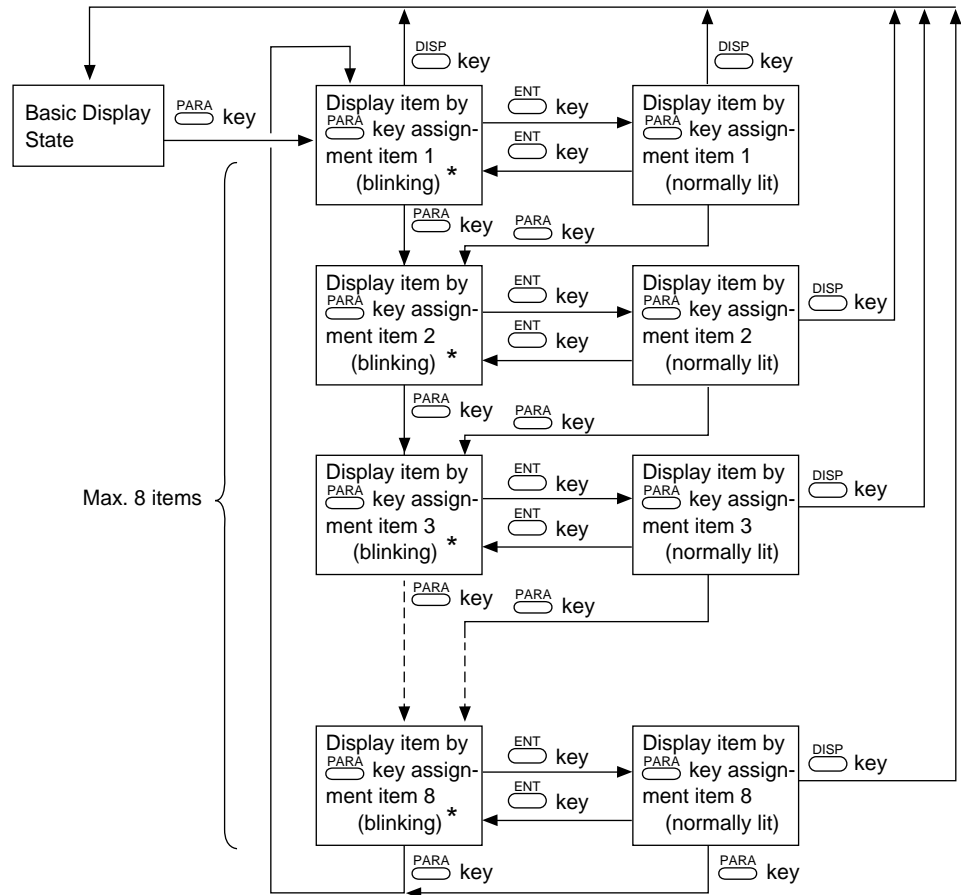 DISP key
DISP key
Basic Display
State
PARA key
Display item by
PARA key assign-
ment item 1
(blinking) *
ENT key
ENT key
Display item by
PARA key assign-
ment item 1
(normally lit)
PARA key
PARA key
Display item by
PARA key assign-
ment item 2
(blinking) *
ENT key
ENT key
Display item by
PARA key assign-
ment item 2
(normally lit)
DISP key
PARA key
PARA key
Max. 8 items
Display item by
PARA key assign-
ment item 3
(blinking) *
ENT key
ENT key
Display item by
PARA key assign-
ment item 3
(normally lit)
DISP key
PARA key
PARA key
Display item by
PARA key assign-
ment item 8
(blinking) *
ENT key
ENT key
Display item by
PARA key assign-
ment item 8
(normally lit)
DISP key
PARA key
PARA key